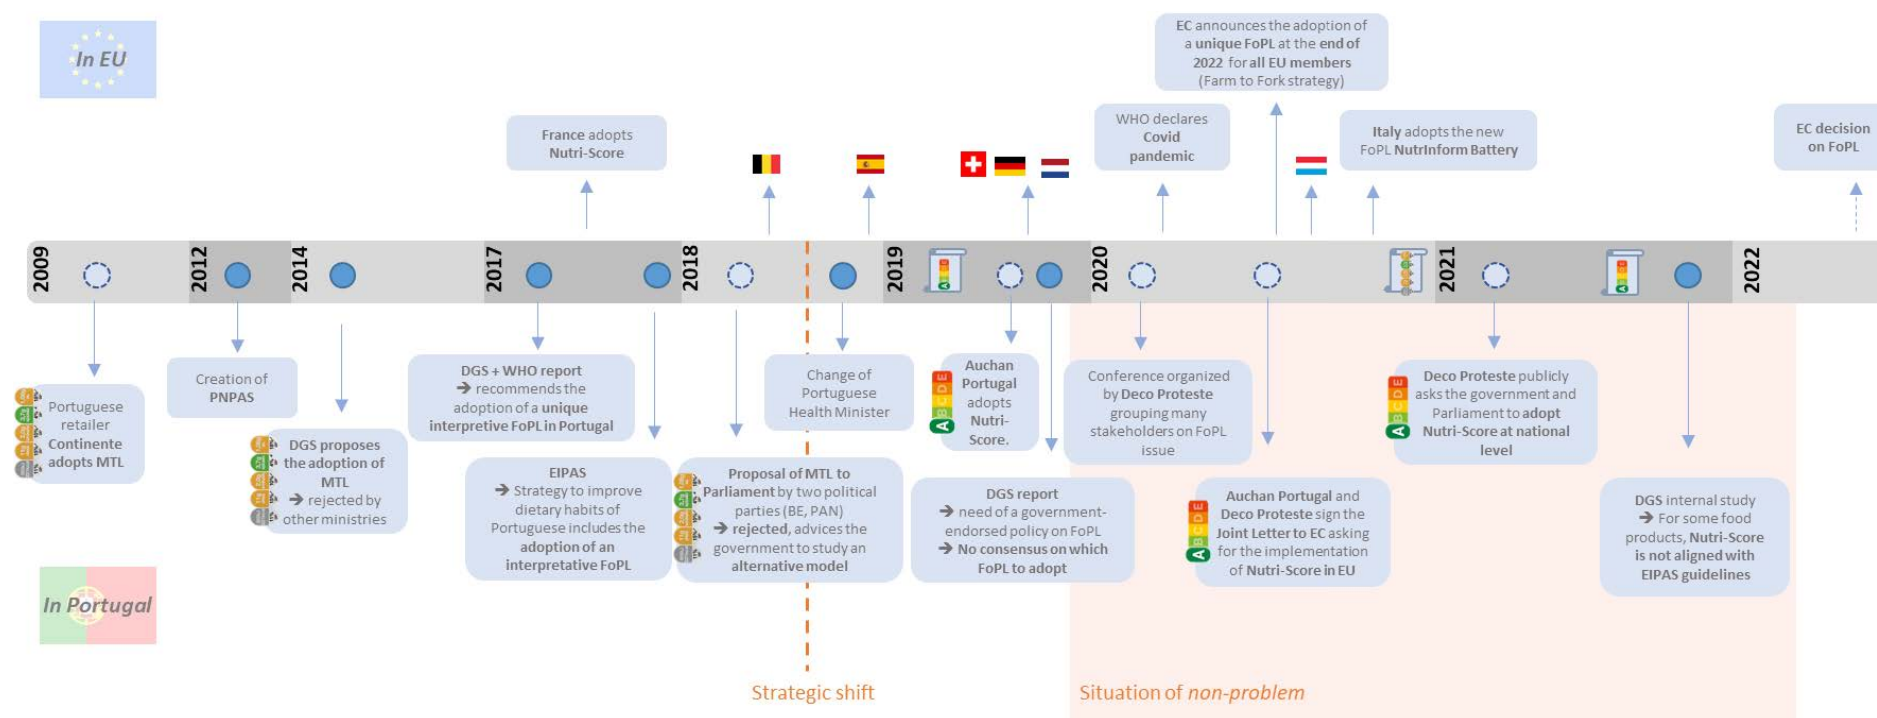 In EU
EC announces the adoption of
a unique FoPL at the end of
2022 for all EU members
(Farm to Fork strategy)
France adopts
Nutri-Score
WHO declares
Covid
pandemic
Italy adopts the new
FoPL NutrInform Battery
EC decision
on FoPL
2009
2012
2014
2017
2018
2019
2020
2021
2022
Portuguese
retailer
Continente
adopts MTL
Creation of
PNPAS
DGS proposes
the adoption of
MTL
➔ rejected by
other ministries
DGS + WHO report
➔ recommends the
adoption of a unique
interpretive FoPL in Portugal
EIPAS
➔ Strategy to improve
dietary habits of
Portuguese includes the
adoption of an
interpretative FoPL
Proposal of MTL to
Parliament by two political
parties (BE, PAN)
➔ rejected, advices the
government to study an
alternative model
Change of
Portuguese
Health Minister
A B C D E
Auchan
Portugal
adopts
Nutri-
Score.
DGS report
➔ need of a government-
endorsed policy on FoPL
➔ No consensus on which
FoPL to adopt
Conference organized
by Deco Proteste
grouping many
stakeholders on FoPL
issue
A B C D E
Auchan Portugal and
Deco Proteste sign the
Joint Letter to EC asking
for the implementation
of Nutri-Score in EU
A B C D E
Deco Proteste publicly
asks the government and
Parliament to adopt
Nutri-Score at national
level
DGS internal study
➔ For some food
products, Nutri-Score
is not aligned with
EIPAS guidelines
In Portugal
Strategic shift
Situation of non-problem